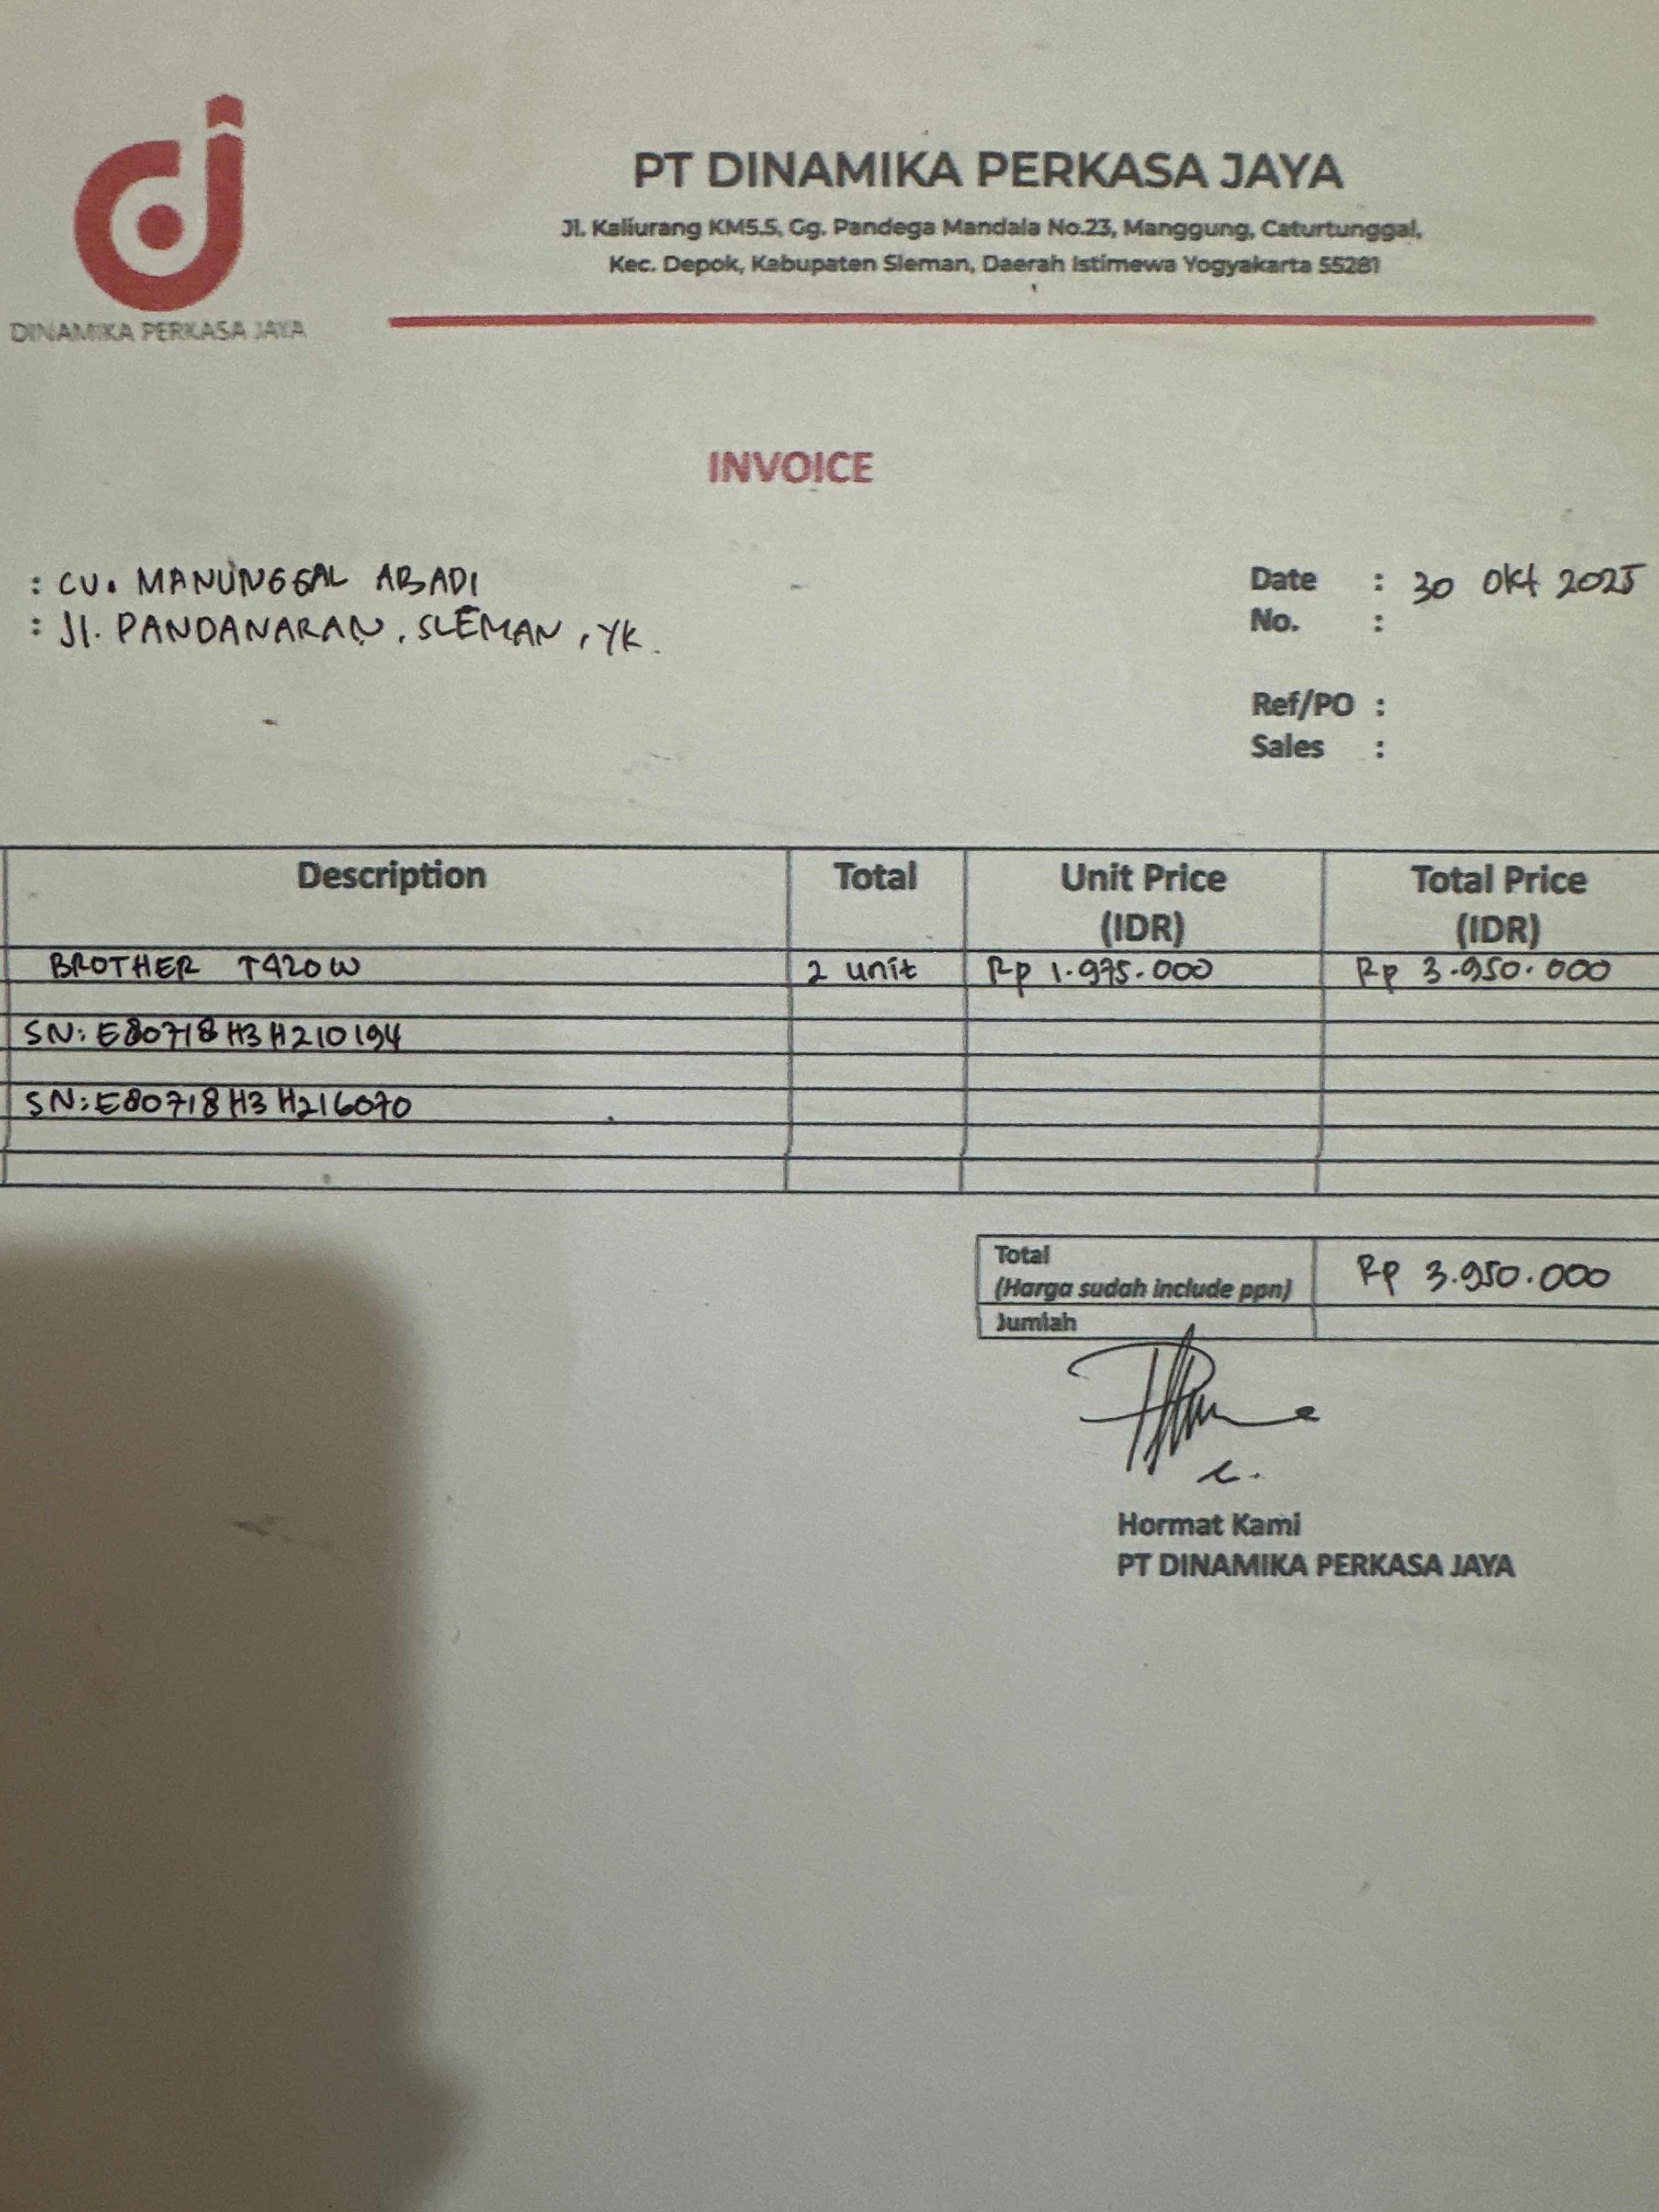 PT DINAMIKA PERKASA JAYA
Jl. Kaliurang KM5.5, Gg. Pandega Mandala No.23, Manggung, Caturtunggal,
Kec. Depok, Kabupaten Sleman, Daerah Istimewa Yogyakarta 55281
DINAMIKA PERKASA JAYA
INVOICE
: CV. MANUNGGAL ABADI
: Jl. PANDANARAN, SLEMAN, YK.
Date : 30 Okt 2025
No. :
Ref/PO :
Sales :
Description Total Unit Price (IDR) Total Price (IDR)
BROTHER T420W 2 unit Rp 1.975.000 Rp 3.950.000
SN: E80718H3H210194
SN: E80718H3H216070
Total
(Harga sudah include ppn) Rp 3.950.000
Jumlah
Hormat Kami
PT DINAMIKA PERKASA JAYA